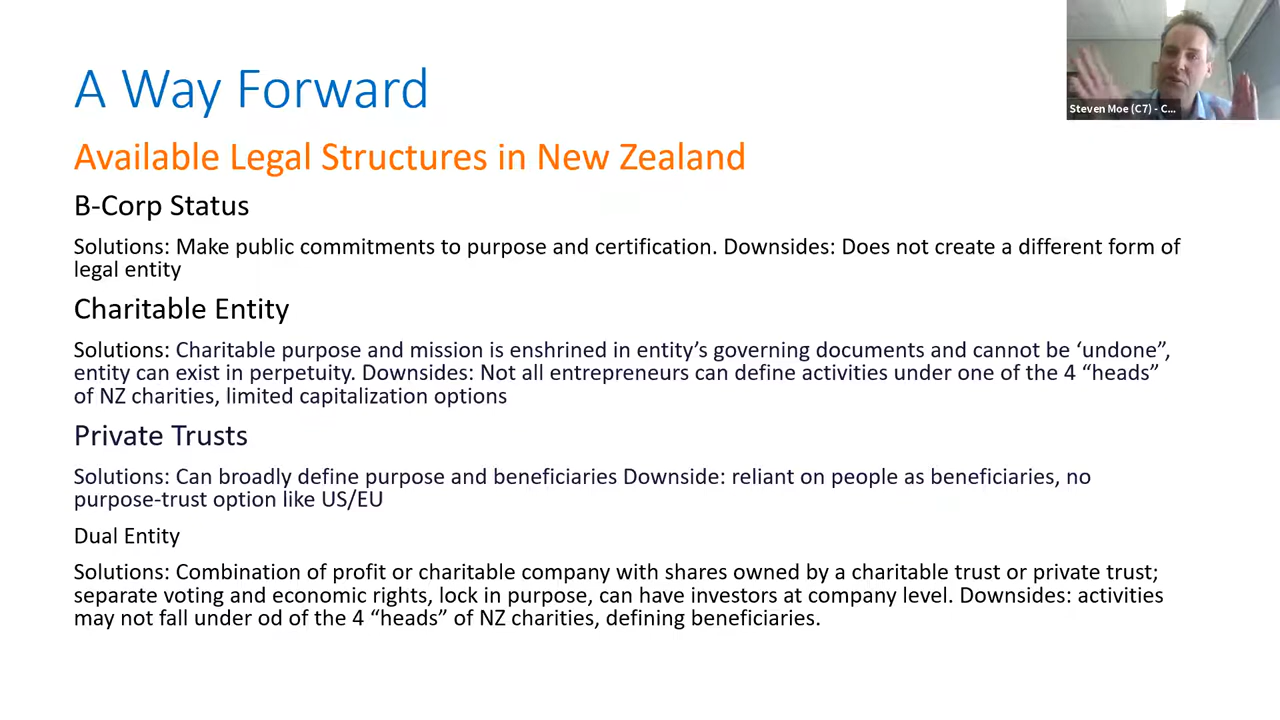 A Way Forward
Steven Moe (C7) - C...
Available Legal Structures in New Zealand
B-Corp Status
Solutions: Make public commitments to purpose and certification. Downsides: Does not create a different form of
legal entity
Charitable Entity
Solutions: Charitable purpose and mission is enshrined in entity’s governing documents and cannot be ‘undone”,
entity can exist in perpetuity. Downsides: Not all entrepreneurs can define activities under one of the 4 “heads”
of NZ charities, limited capitalization options
Private Trusts
Solutions: Can broadly define purpose and beneficiaries Downside: reliant on people as beneficiaries, no
purpose-trust option like US/EU
Dual Entity
Solutions: Combination of profit or charitable company with shares owned by a charitable trust or private trust;
separate voting and economic rights, lock in purpose, can have investors at company level. Downsides: activities
may not fall under od of the 4 “heads” of NZ charities, defining beneficiaries.